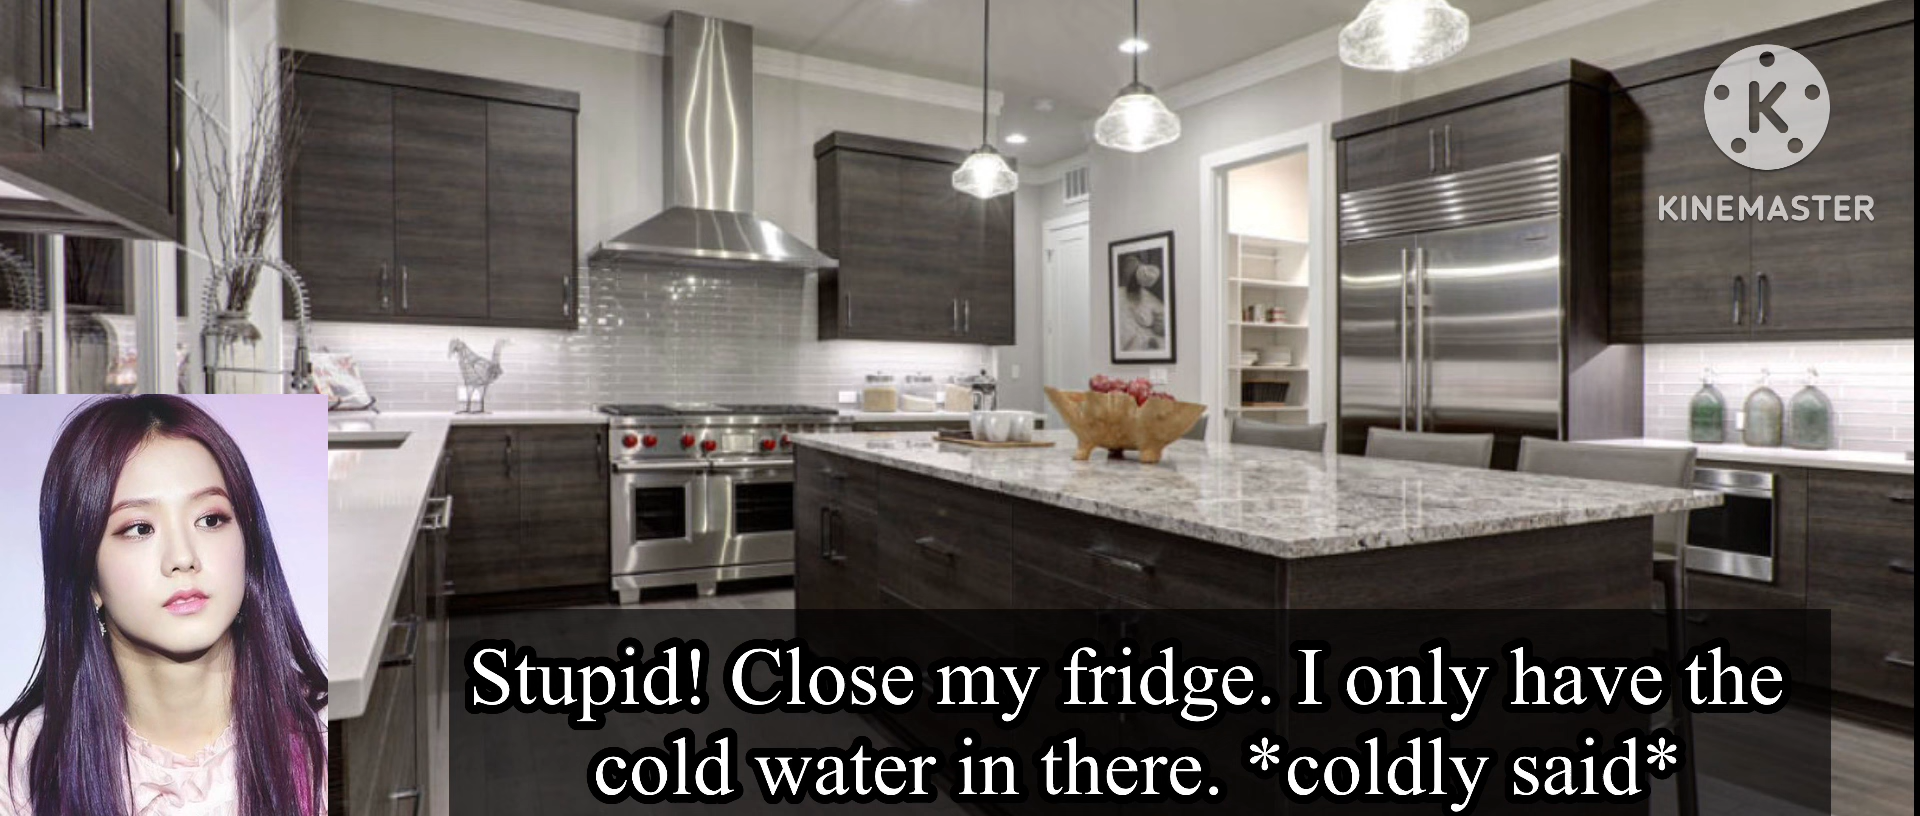 KINEMASTER
Stupid! Close my fridge. I only have the
cold water in there. *coldly said*